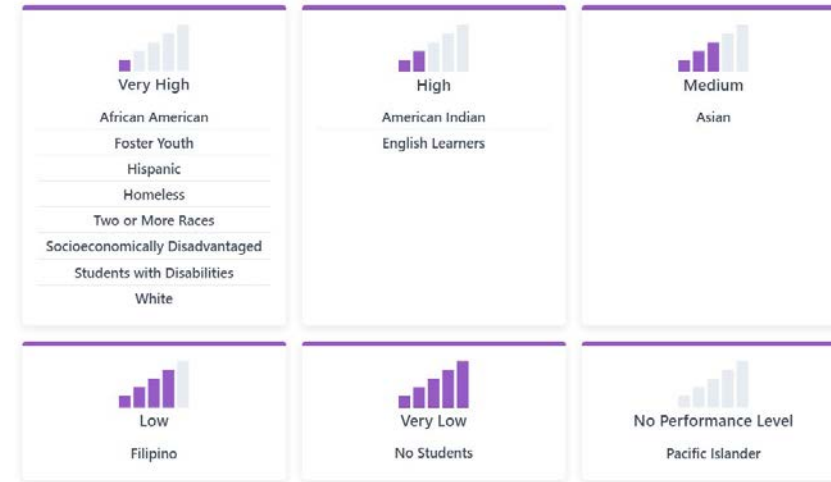 Very High
African American
Foster Youth
Hispanic
Homeless
Two or More Races
Socioeconomically Disadvantaged
Students with Disabilities
White
High
American Indian
English Learners
Medium
Asian
Low
Filipino
Very Low
No Students
No Performance Level
Pacific Islander